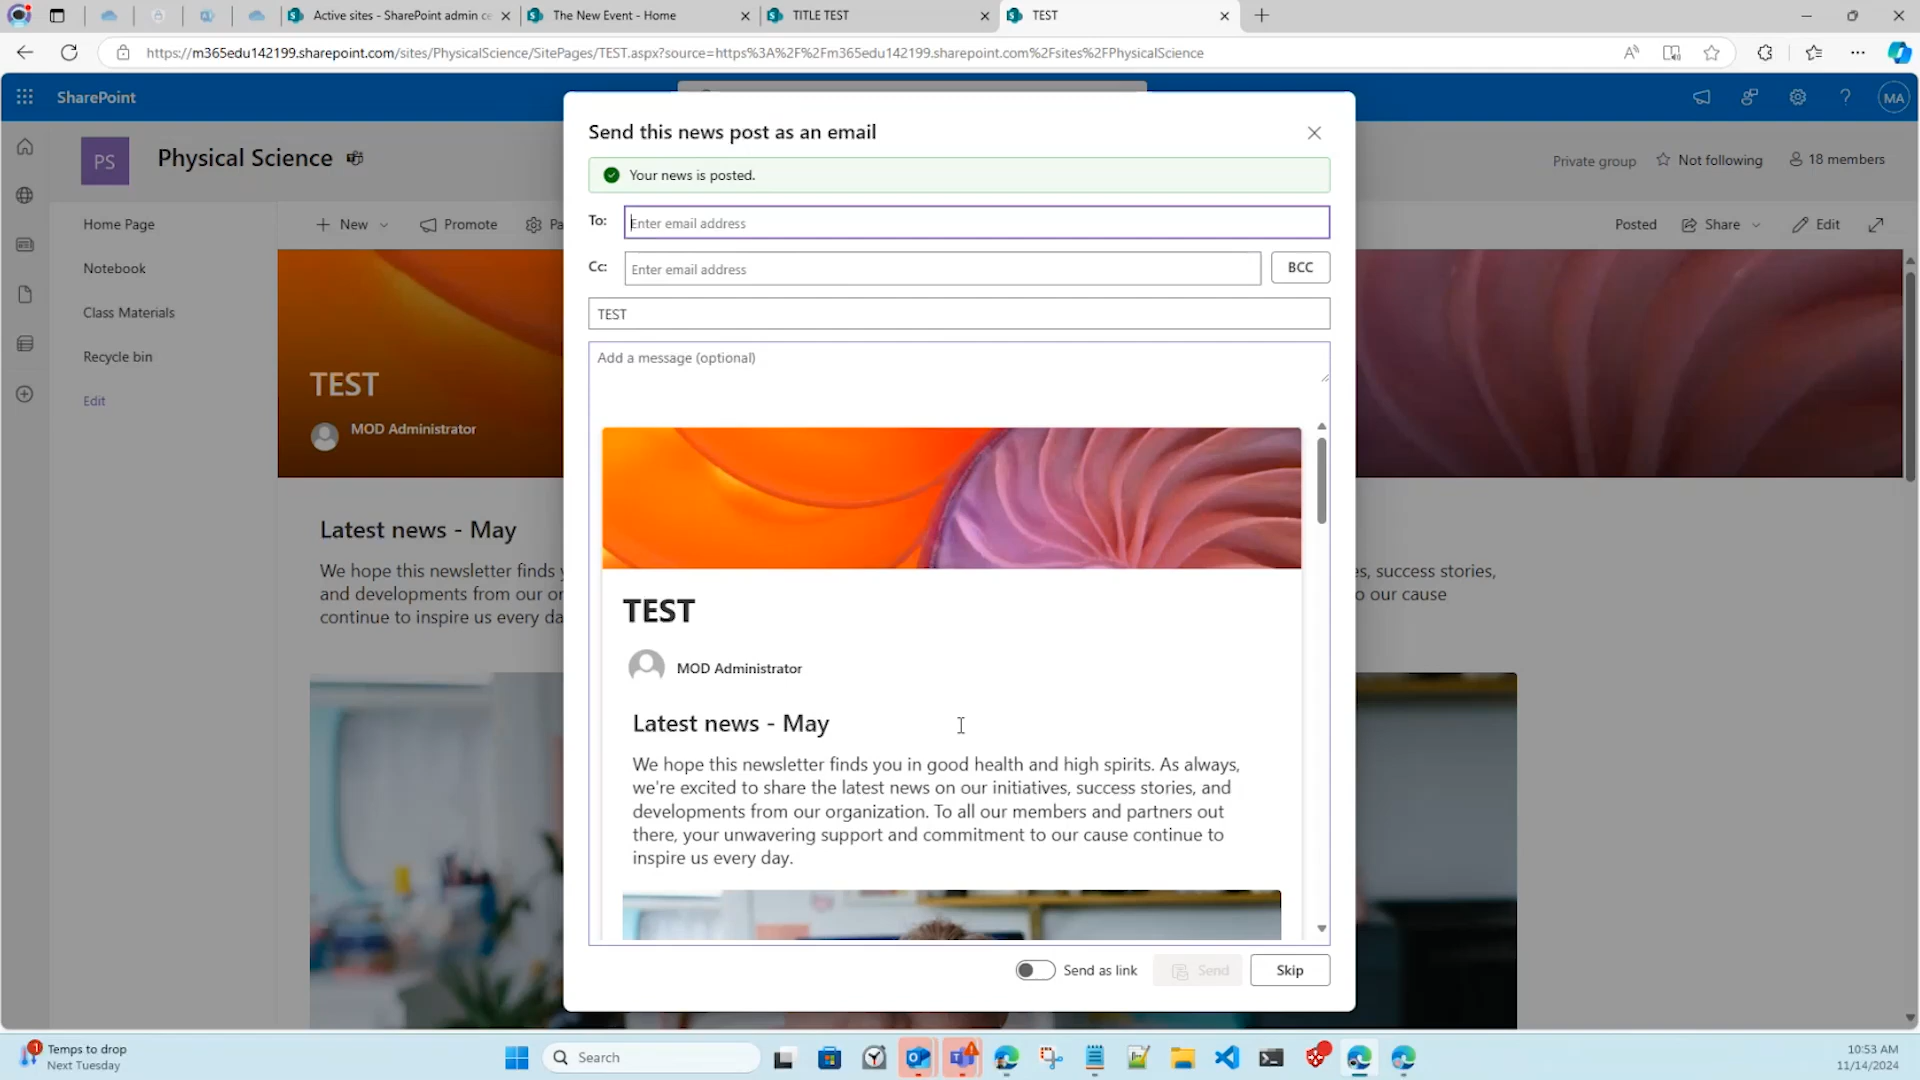 Active sites - SharePoint admin ce
The New Event - Home
TITLE TEST
TEST
https://m365edu142199.sharepoint.com/sites/PhysicalScience/SitePages/TEST.aspx?source=https%3A%2F%2Fm365edu142199.sharepoint.com%2Fsites%2FPhysicalScience
SharePoint
MA
PS
Physical Science
Private group
Not following
18 members
Home Page
Notebook
Class Materials
Recycle bin
Edit
New
Promote
Pa
Posted
Share
Edit
TEST
MOD Administrator
Latest news - May
We hope this newsletter finds y
and developments from our or
continue to inspire us every da
es, success stories,
o our cause
Send this news post as an email
Your news is posted.
To:
Enter email address
Cc:
Enter email address
BCC
TEST
Add a message (optional)
TEST
MOD Administrator
Latest news - May
We hope this newsletter finds you in good health and high spirits. As always,
we're excited to share the latest news on our initiatives, success stories, and
developments from our organization. To all our members and partners out
there, your unwavering support and commitment to our cause continue to
inspire us every day.
Send as link
Send
Skip
1
Temps to drop
Next Tuesday
Search
10:53 AM
11/14/2024